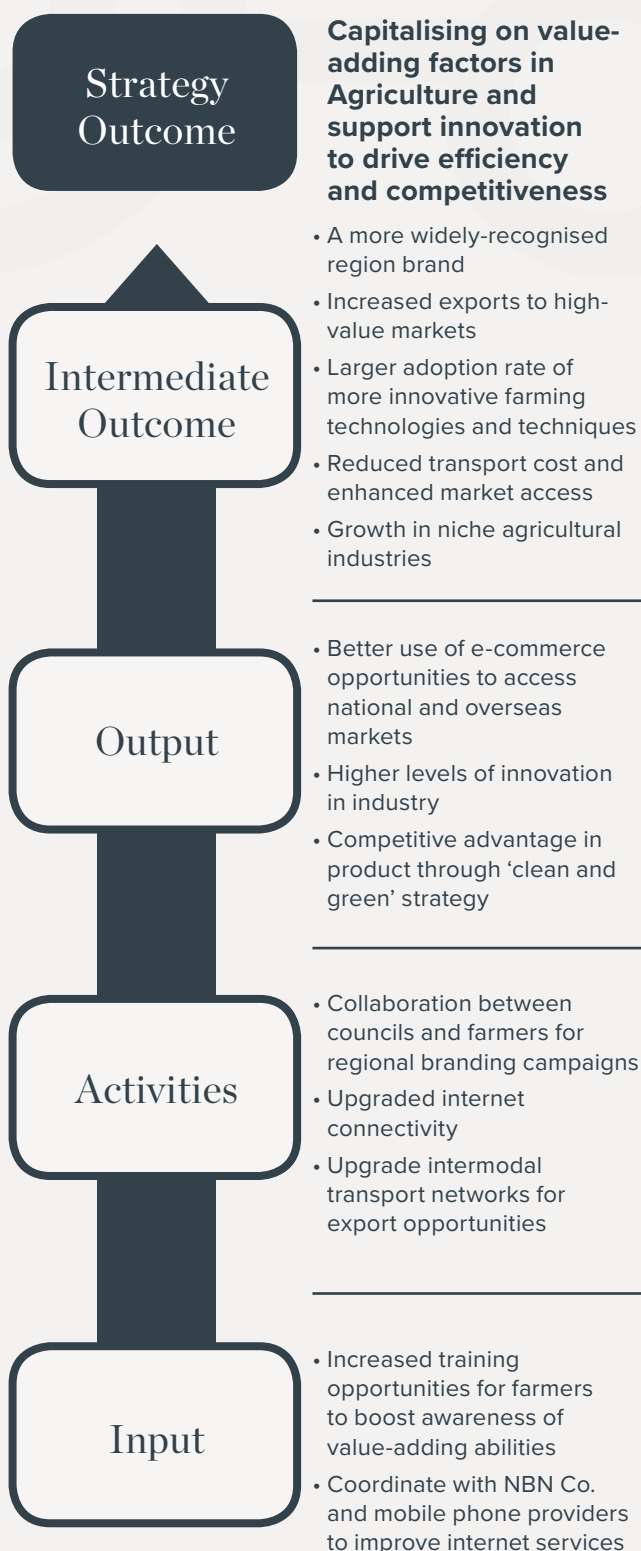 Strategy
Outcome
Capitalising on value-
adding factors in
Agriculture and
support innovation
to drive efficiency
and competitiveness
Intermediate
Outcome
• A more widely-recognised
region brand
• Increased exports to high-
value markets
• Larger adoption rate of
more innovative farming
technologies and techniques
• Reduced transport cost and
enhanced market access
• Growth in niche agricultural
industries
Output
• Better use of e-commerce
opportunities to access
national and overseas
markets
• Higher levels of innovation
in industry
• Competitive advantage in
product through ‘clean and
green’ strategy
Activities
• Collaboration between
councils and farmers for
regional branding campaigns
• Upgraded internet
connectivity
• Upgrade intermodal
transport networks for
export opportunities
Input
• Increased training
opportunities for farmers
to boost awareness of
value-adding abilities
• Coordinate with NBN Co.
and mobile phone providers
to improve internet services